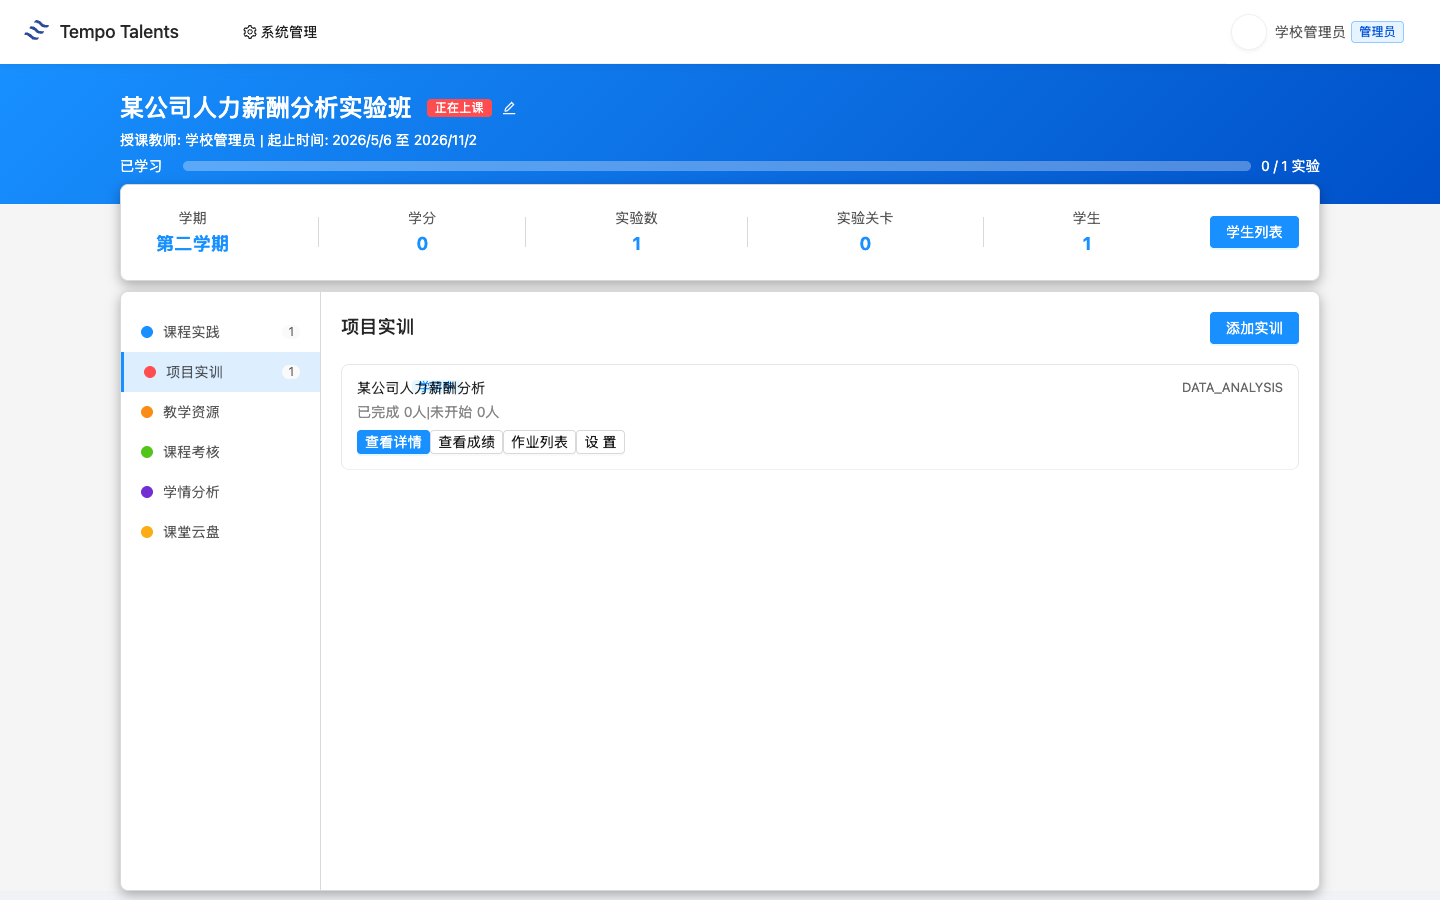 Tempo Talents
系统管理
学校管理员 管理员
某公司人力薪酬分析实验班 正在上课
授课教师: 学校管理员 | 起止时间: 2026/5/6 至 2026/11/2
已学习 0 / 1 实验
学期 学分 实验数 实验关卡 学生
第二学期 0 1 0 1
学生列表
课程实践 1
项目实训 1
教学资源
课程考核
学情分析
课堂云盘
项目实训
添加实训
某公司人力薪酬分析
DATA_ANALYSIS
已完成 0人|未开始 0人
查看详情 查看成绩 作业列表 设 置